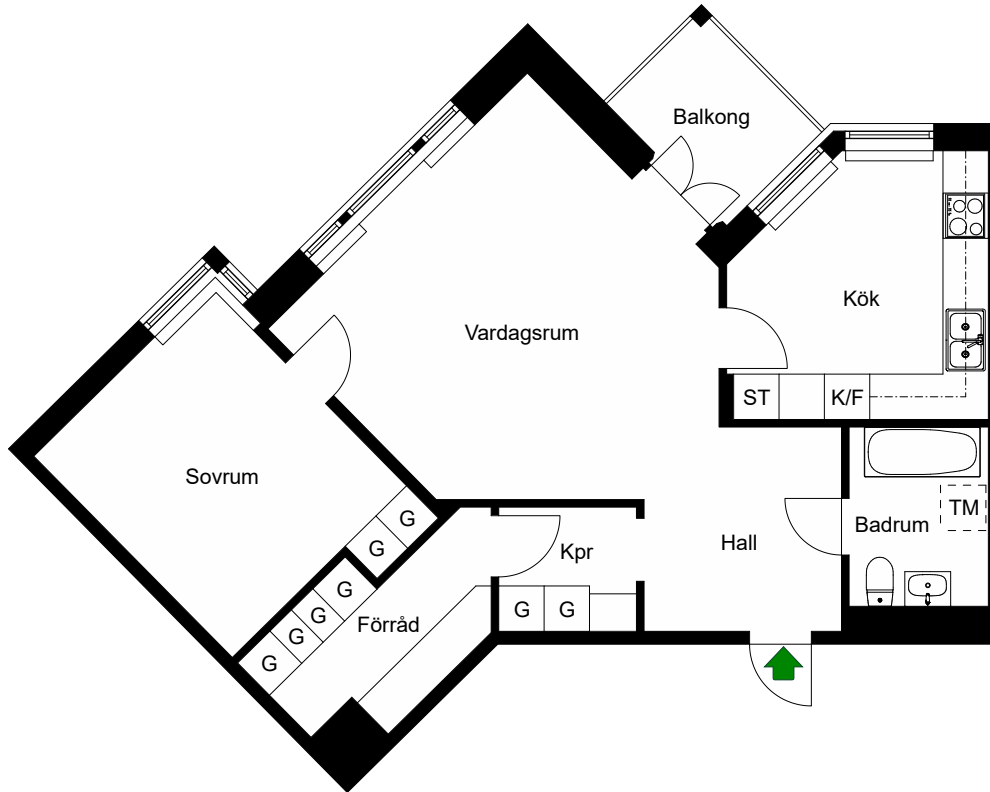 Balkong
Kök
Vardagsrum
ST
K/F
Sovrum
G
G
TM
Badrum
Hall
Kpr
G
G
G
G
G
G
Förråd